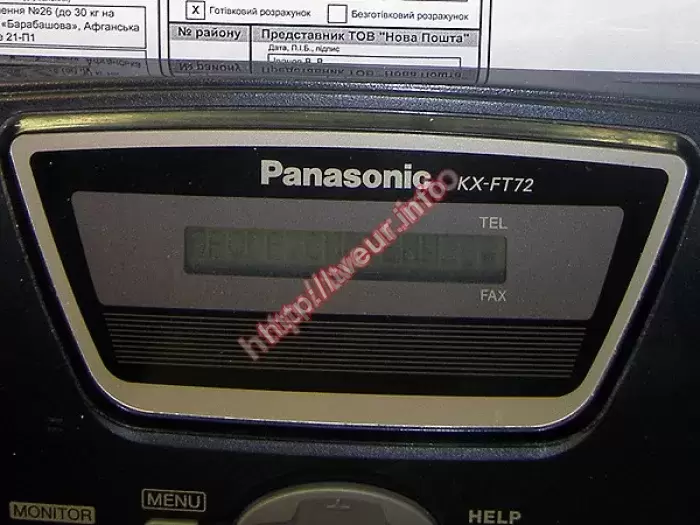 ення №26 (до 30 кг на
«Барабашова», Афганська
е 21-П1
X Готівковий розрахунок Безготівковий розрахунок
№ району Представник ТОВ "Нова Пошта"
Дата, П.І.Б., підпис
Panasonic KX-FT72
TEL
FAX
http://tveur.info
MONITOR
MENU
HELP